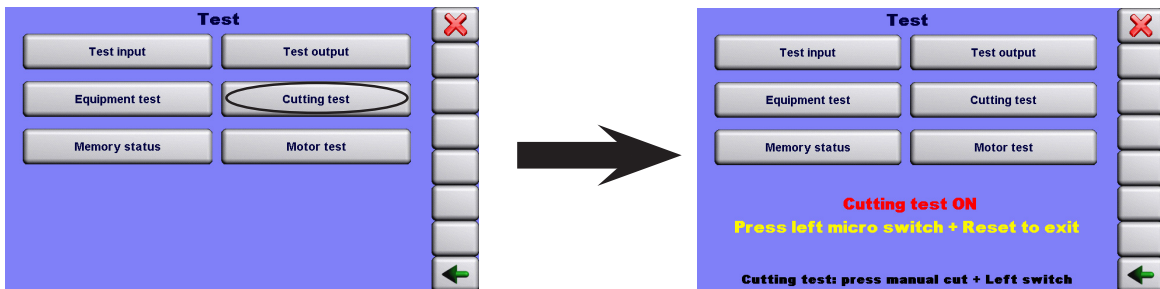 Test
Test input Test output
Equipment test Cutting test
Memory status Motor test
Test
Test input Test output
Equipment test Cutting test
Memory status Motor test
Cutting test ON
Press left micro switch + Reset to exit
Cutting test: press manual cut + Left switch